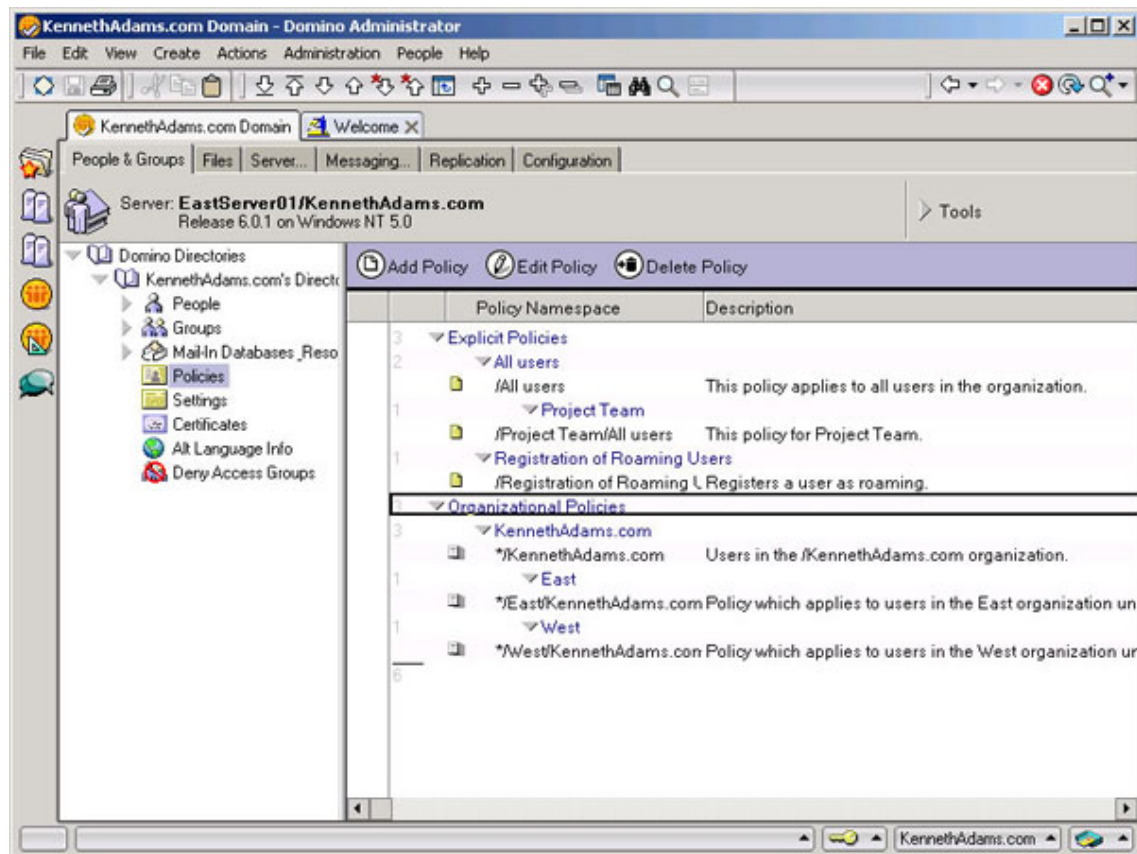 KennethAdams.com Domain - Domino Administrator
File Edit View Create Actions Administration People Help
KennethAdams.com Domain Welcome
People & Groups Files Server... Messaging... Replication Configuration
Server: EastServer01/KennethAdams.com
Release 6.0.1 on Windows NT 5.0
Tools
Domino Directories
KennethAdams.com's Directo
People
Groups
Mail-In Databases _Reso
Policies
Settings
Certificates
Alt Language Info
Deny Access Groups
Add Policy Edit Policy Delete Policy
Policy Namespace Description
3 Explicit Policies
2 All users
/All users This policy applies to all users in the organization.
1 Project Team
/Project Team/All users This policy for Project Team.
1 Registration of Roaming Users
/Registration of Roaming U Registers a user as roaming.
3 Organizational Policies
3 KennethAdams.com
*/KennethAdams.com Users in the /KennethAdams.com organization.
1 East
*/East/KennethAdams.com Policy which applies to users in the East organization un
1 West
*/West/KennethAdams.con Policy which applies to users in the West organization un
6
KennethAdams.com